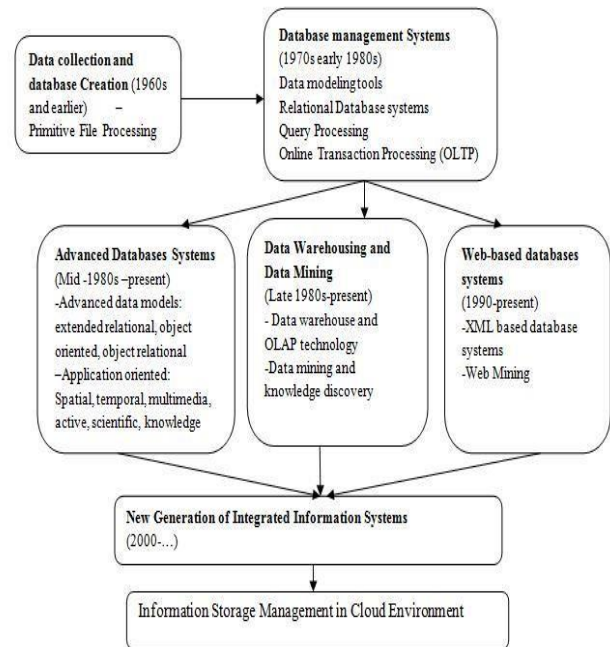 Data collection and
database Creation (1960s
and earlier) –
Primitive File Processing
Database management Systems
(1970s early 1980s)
Data modeling tools
Relational Database systems
Query Processing
Online Transaction Processing (OLTP)
Advanced Databases Systems
(Mid -1980s –present)
-Advanced data models:
extended relational, object
oriented, object relational
–Application oriented:
Spatial, temporal, multimedia,
active, scientific, knowledge
Data Warehousing and
Data Mining
(Late 1980s-present)
- Data warehouse and
OLAP technology
-Data mining and
knowledge discovery
Web-based databases
systems
(1990-present)
-XML based database
systems
-Web Mining
New Generation of Integrated Information Systems
(2000-…)
Information Storage Management in Cloud Environment